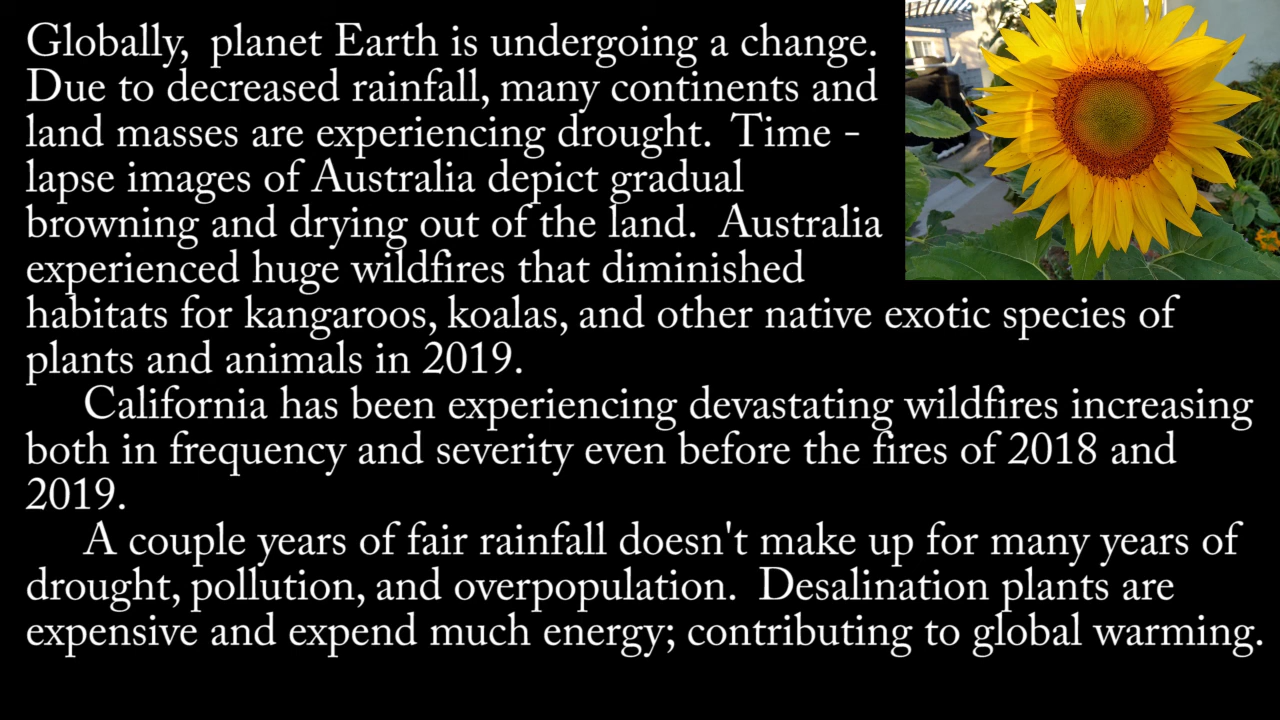 Globally,  planet Earth is undergoing a change.
Due to decreased rainfall, many continents and
land masses are experiencing drought.  Time -
lapse images of Australia depict gradual
browning and drying out of the land.  Australia
experienced huge wildfires that diminished
habitats for kangaroos, koalas, and other native exotic species of
plants and animals in 2019.
California has been experiencing devastating wildfires increasing
both in frequency and severity even before the fires of 2018 and
2019.
A couple years of fair rainfall doesn't make up for many years of
drought, pollution, and overpopulation.  Desalination plants are
expensive and expend much energy; contributing to global warming.